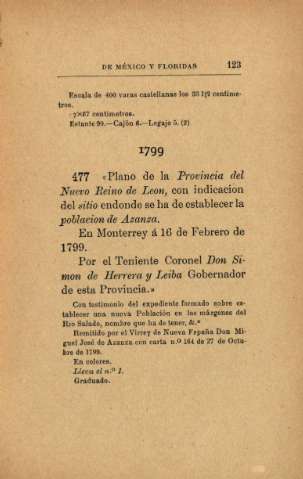 DE MÉXICO Y FLORIDAS 123
Escala de 400 varas castellanas los 33 1¡2 centíme-
tros.
7×67 centimetros.
Estante 99.—Cajón 6.—Legajo 5. (2)
1799
477 «Plano de la Provincia del
Nuevo Reino de Leon, con indicacion
del sitio endonde se ha de establecer la
poblacion de Azanza.
En Monterrey á 16 de Febrero de
1799.
Por el Teniente Coronel Don Si-
mon de Herrera y Leiba Gobernador
de esta Provincia.»
Con testimonio del expediente formado sobre es-
tablecer una nueva Población en las márgenes del
Rio Salado, nombre que ha de tener, &.ª
Remitido por el Virrey de Nueva España Don Mi-
guel José de Azanza con carta n.º 164 de 27 de Octu-
bre de 1799.
En colores.
Lleva el n.º 1.
Graduado.